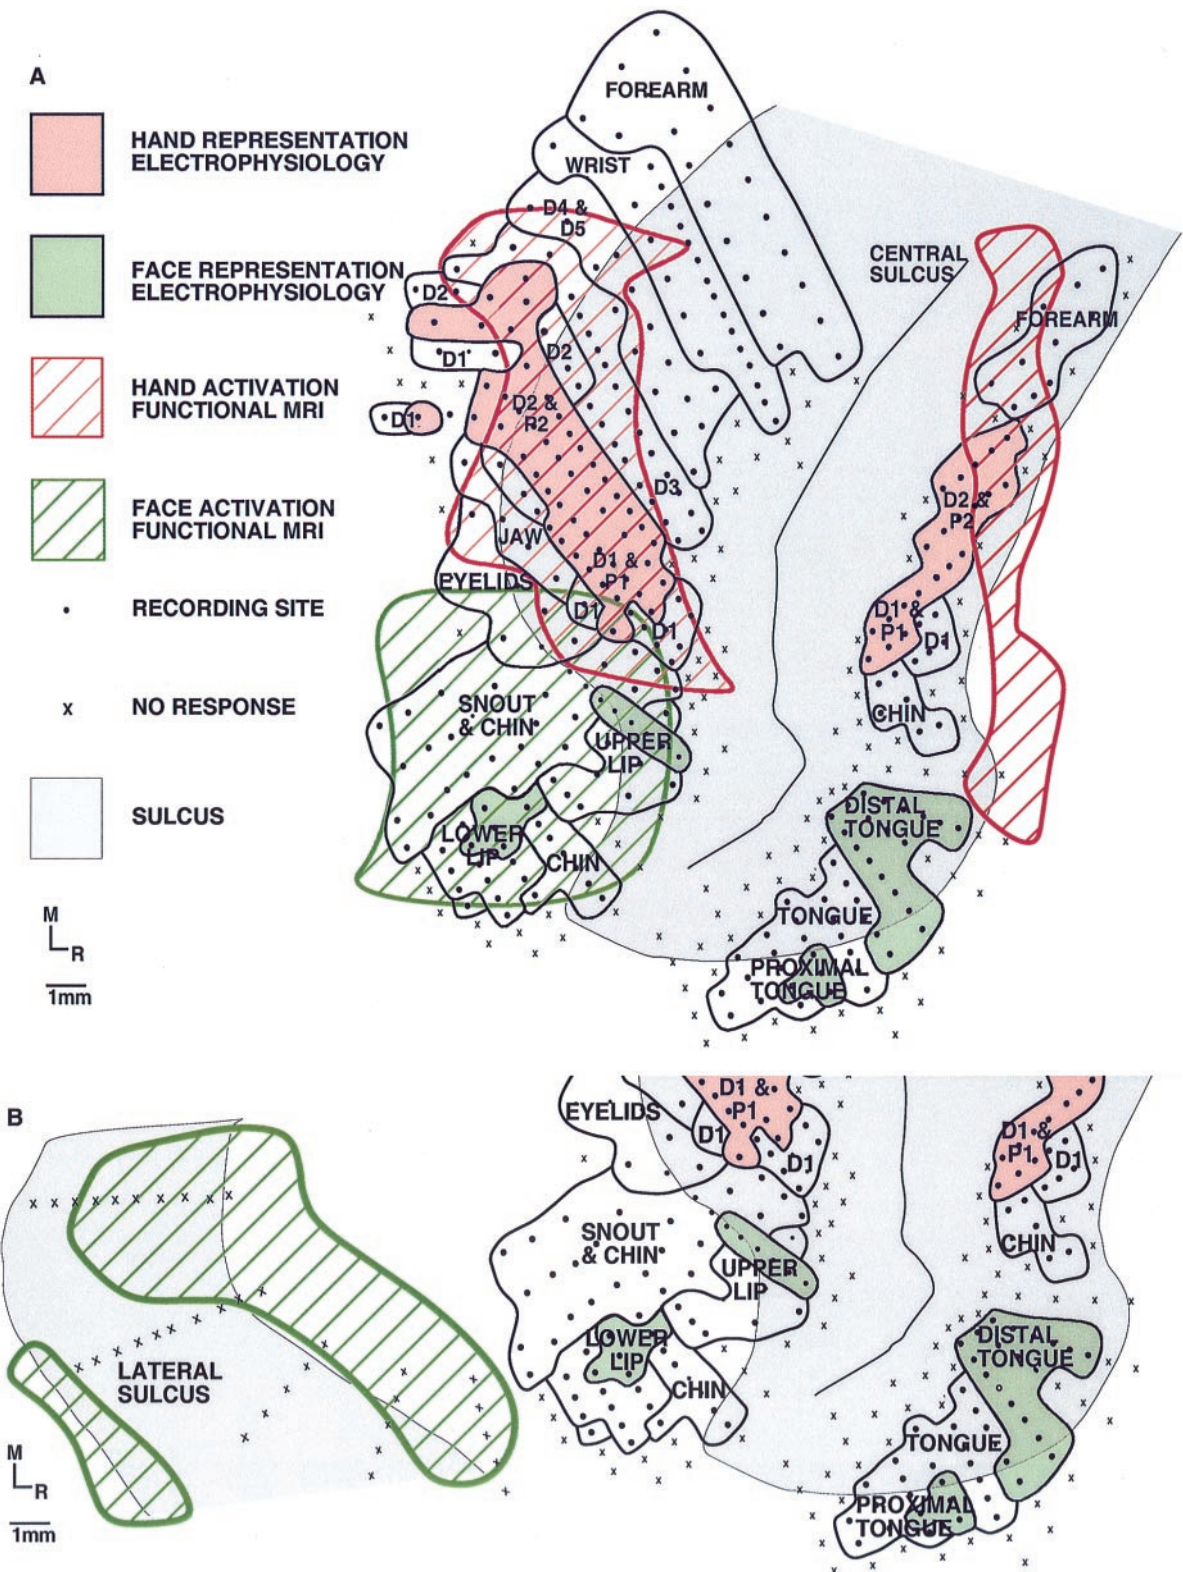 A
HAND REPRESENTATION
ELECTROPHYSIOLOGY
FACE REPRESENTATION
ELECTROPHYSIOLOGY
HAND ACTIVATION
FUNCTIONAL MRI
FACE ACTIVATION
FUNCTIONAL MRI
RECORDING SITE
x
NO RESPONSE
SULCUS
M
R
1mm
FOREARM
WRIST
D4 &
D5
D2
D1
D1
D2
D2 &
P2
D3
JAW
EYELIDS
D1 &
P1
D1
D1
SNOUT
& CHIN
UPPER
LIP
LOWER
LIP
CHIN
CENTRAL
SULCUS
FOREARM
D2 &
P2
D1 &
P1
D1
CHIN
DISTAL
TONGUE
TONGUE
PROXIMAL
TONGUE
B
LATERAL
SULCUS
M
R
1mm
EYELIDS
D1 &
P1
D1
D1
SNOUT
& CHIN
UPPER
LIP
LOWER
LIP
CHIN
D1 &
P1
D1
CHIN
DISTAL
TONGUE
TONGUE
PROXIMAL
TONGUE